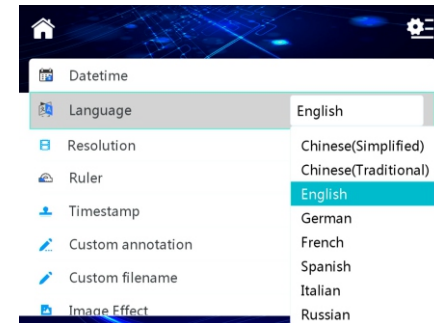 Datetime
Language
English
Resolution
Chinese(Simplified)
Ruler
Chinese(Traditional)
English
Timestamp
German
Custom annotation
French
Custom filename
Spanish
Italian
Image Effect
Russian